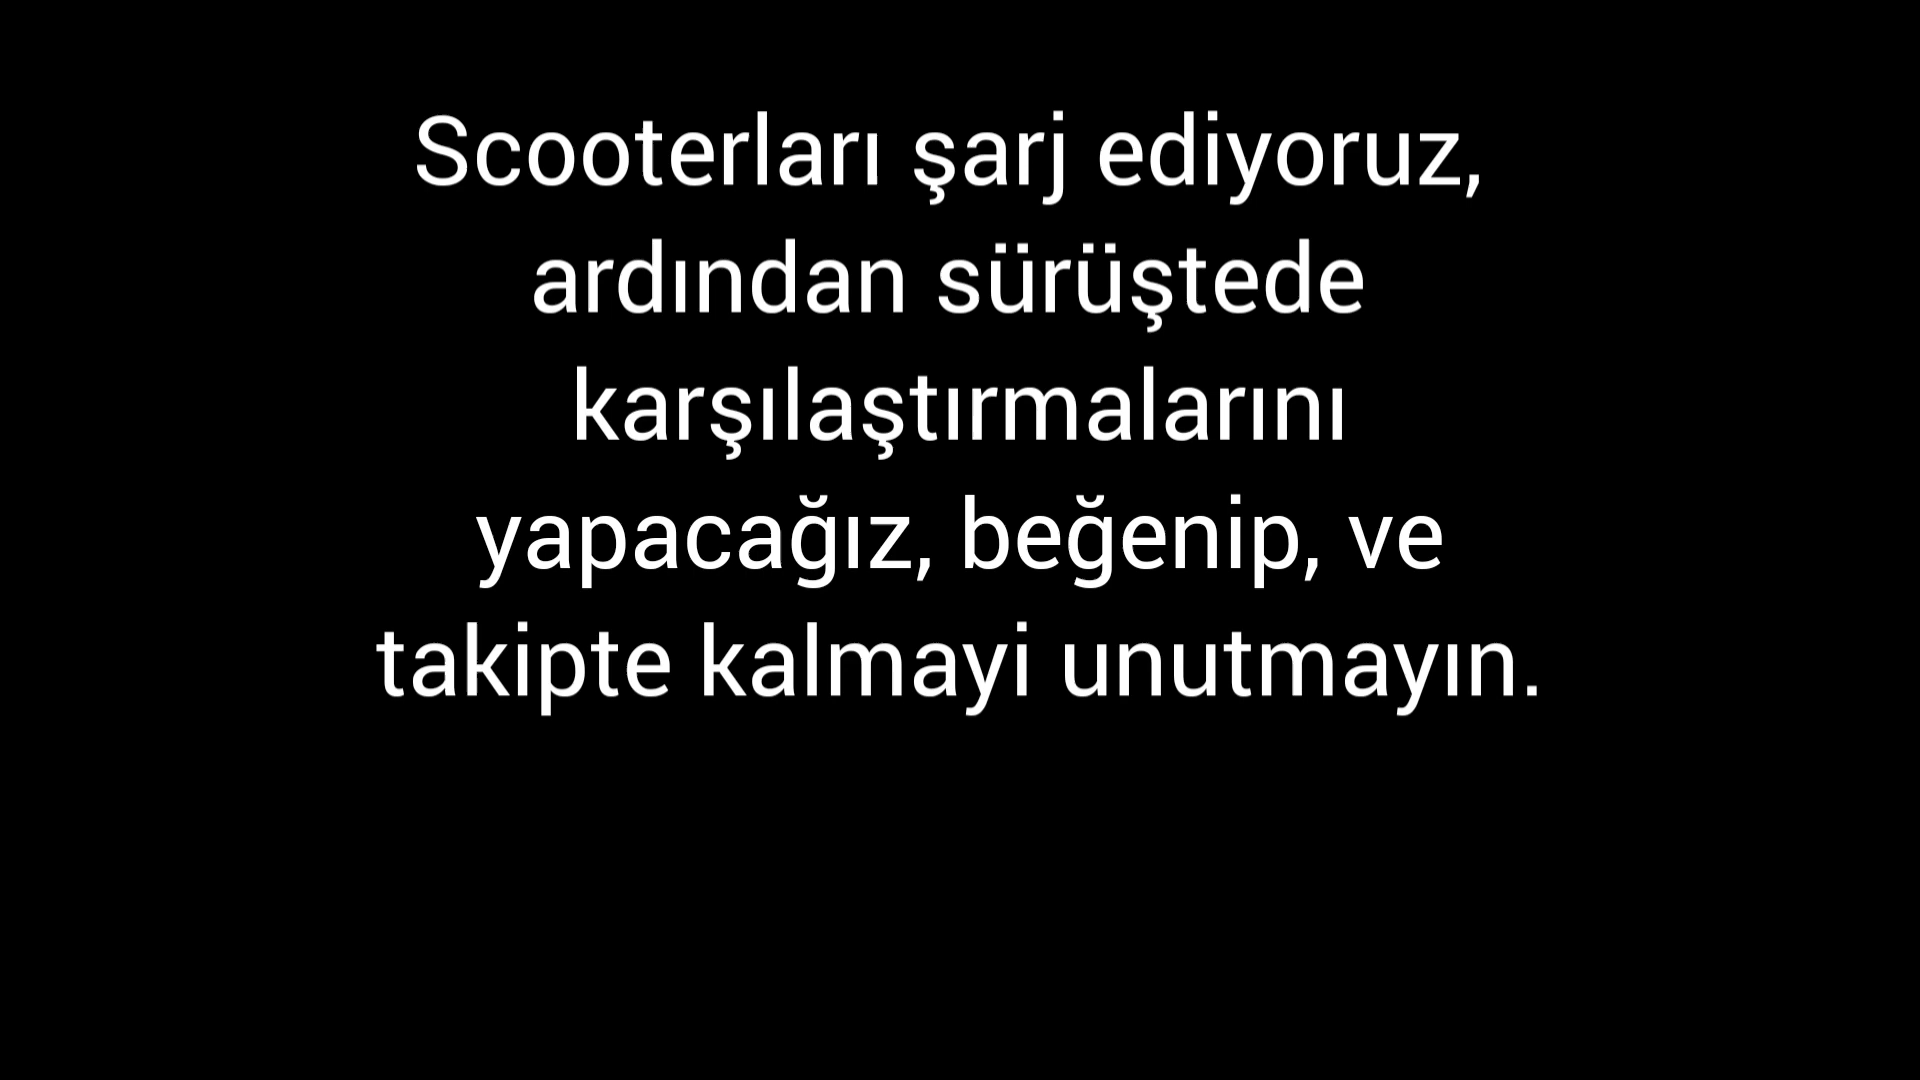 Scooterları şarj ediyoruz,
ardından sürüştede
karşılaştırmalarını
yapacağız, beğenip, ve
takipte kalmayi unutmayın.